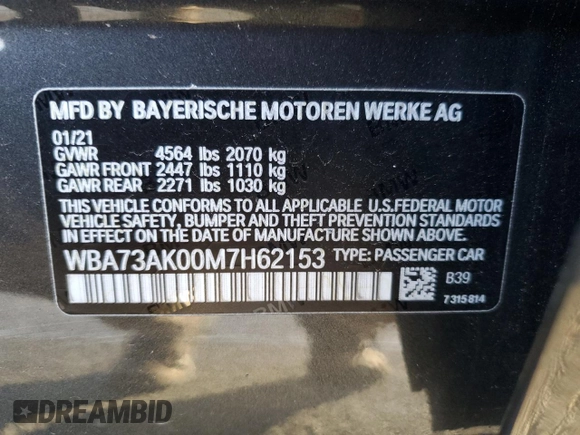 MFD BY BAYERISCHE MOTOREN WERKE AG
01/21
GVWR 4564 lbs 2070 kg
GAWR FRONT 2447 lbs 1110 kg
GAWR REAR 2271 lbs 1030 kg
THIS VEHICLE CONFORMS TO ALL APPLICABLE U.S.FEDERAL MOTOR
VEHICLE SAFETY, BUMPER AND THEFT PREVENTION STANDARDS
IN EFFECT ON THE DATE OF MANUFACTURE SHOWN ABOVE.
WBA73AK00M7H62153 TYPE: PASSENGER CAR
B39
7315814
DREAMBID